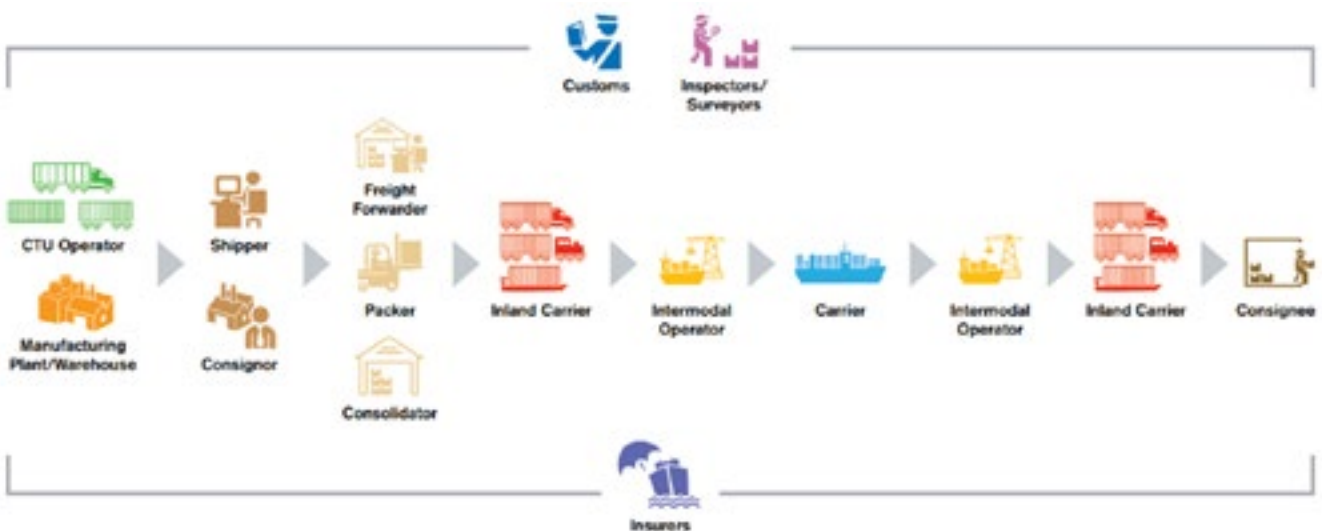 Customs
Inspectors/
Surveyors
CTU Operator
Manufacturing
Plant/Warehouse
Shipper
Consignor
Freight
Forwarder
Packer
Consolidator
Inland Carrier
Intermodal
Operator
Carrier
Intermodal
Operator
Inland Carrier
Consignee
Insurers